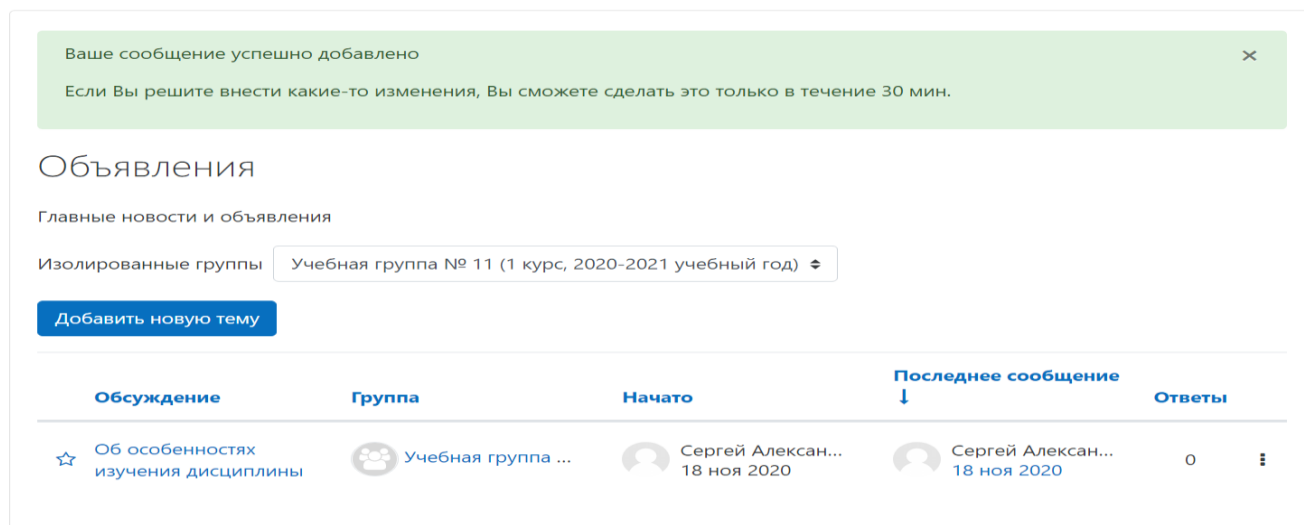 Ваше сообщение успешно добавлено
Если Вы решите внести какие-то изменения, Вы сможете сделать это только в течение 30 мин.
Объявления
Главные новости и объявления
Изолированные группы Учебная группа № 11 (1 курс, 2020-2021 учебный год)
Добавить новую тему
Обсуждение Группа Начато Последнее сообщение ↓ Ответы
Об особенностях
изучения дисциплины
Учебная группа ...
Сергей Алексан...
18 ноя 2020
Сергей Алексан...
18 ноя 2020
0